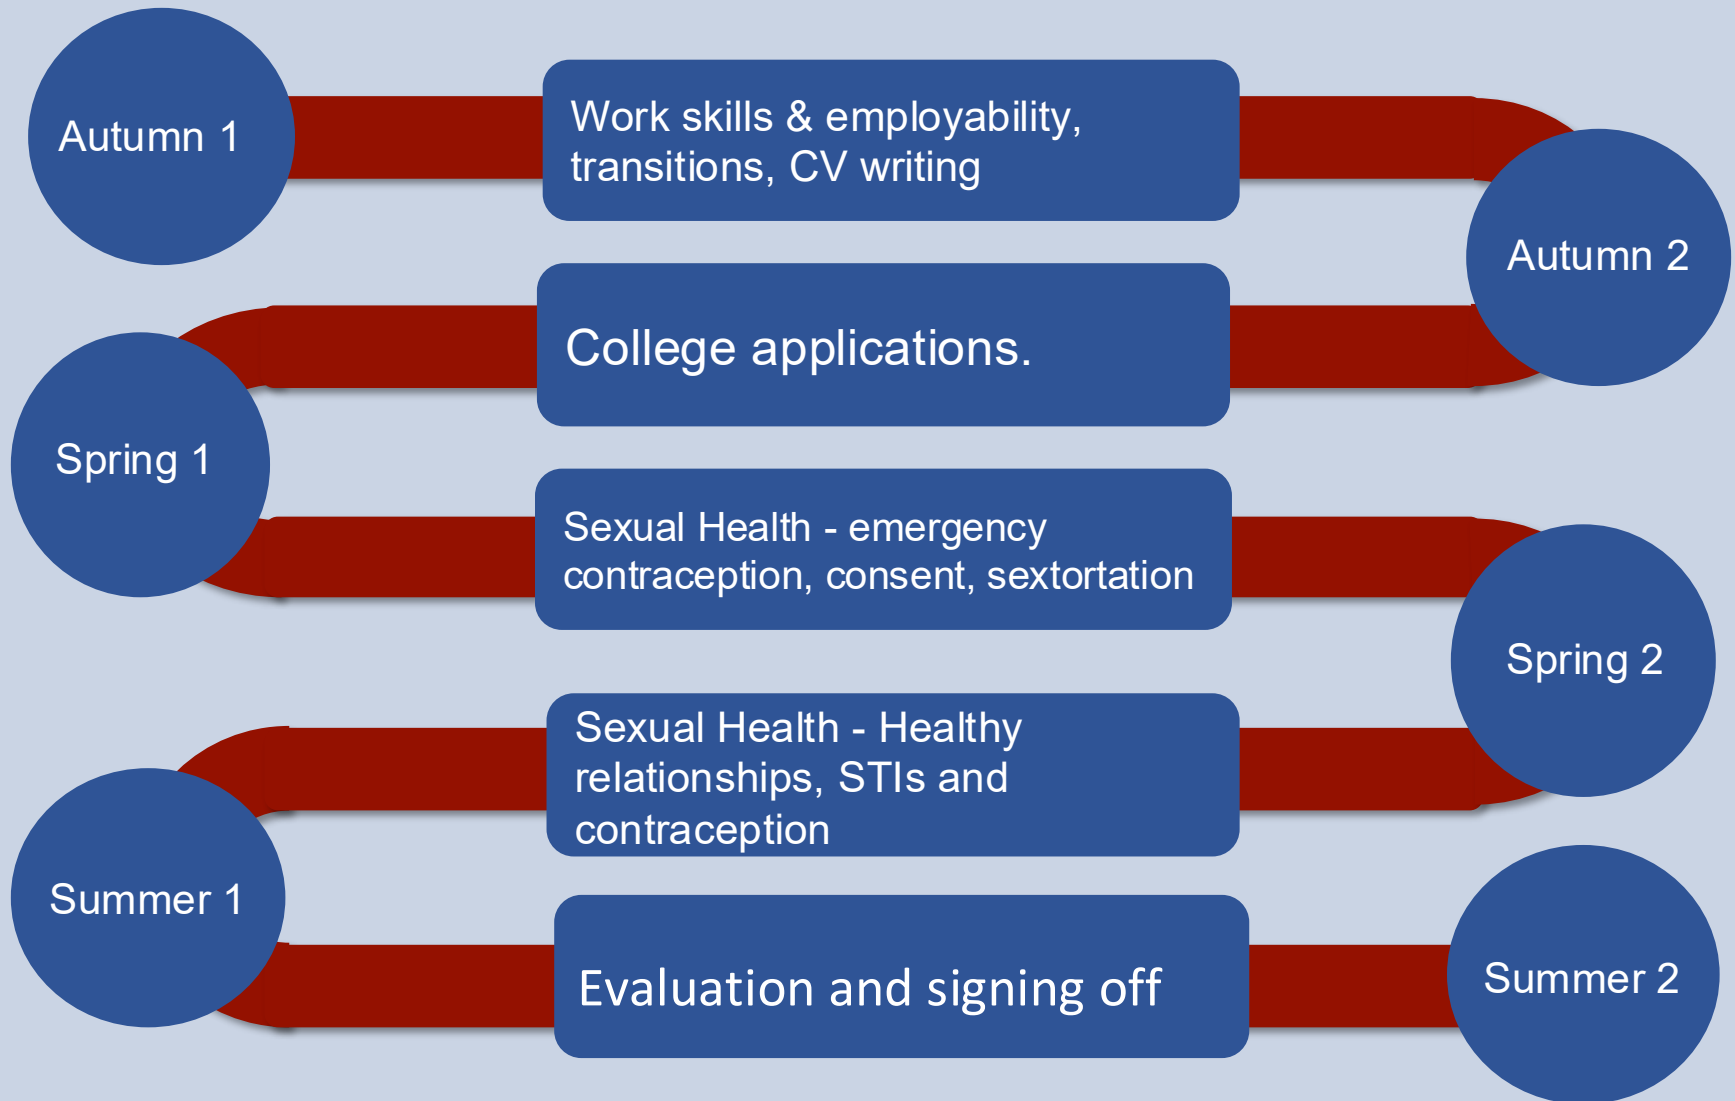 Autumn 1
Work skills & employability,
transitions, CV writing
Autumn 2
College applications.
Spring 1
Sexual Health - emergency
contraception, consent, sextortation
Spring 2
Sexual Health - Healthy
relationships, STIs and
contraception
Summer 1
Evaluation and signing off
Summer 2